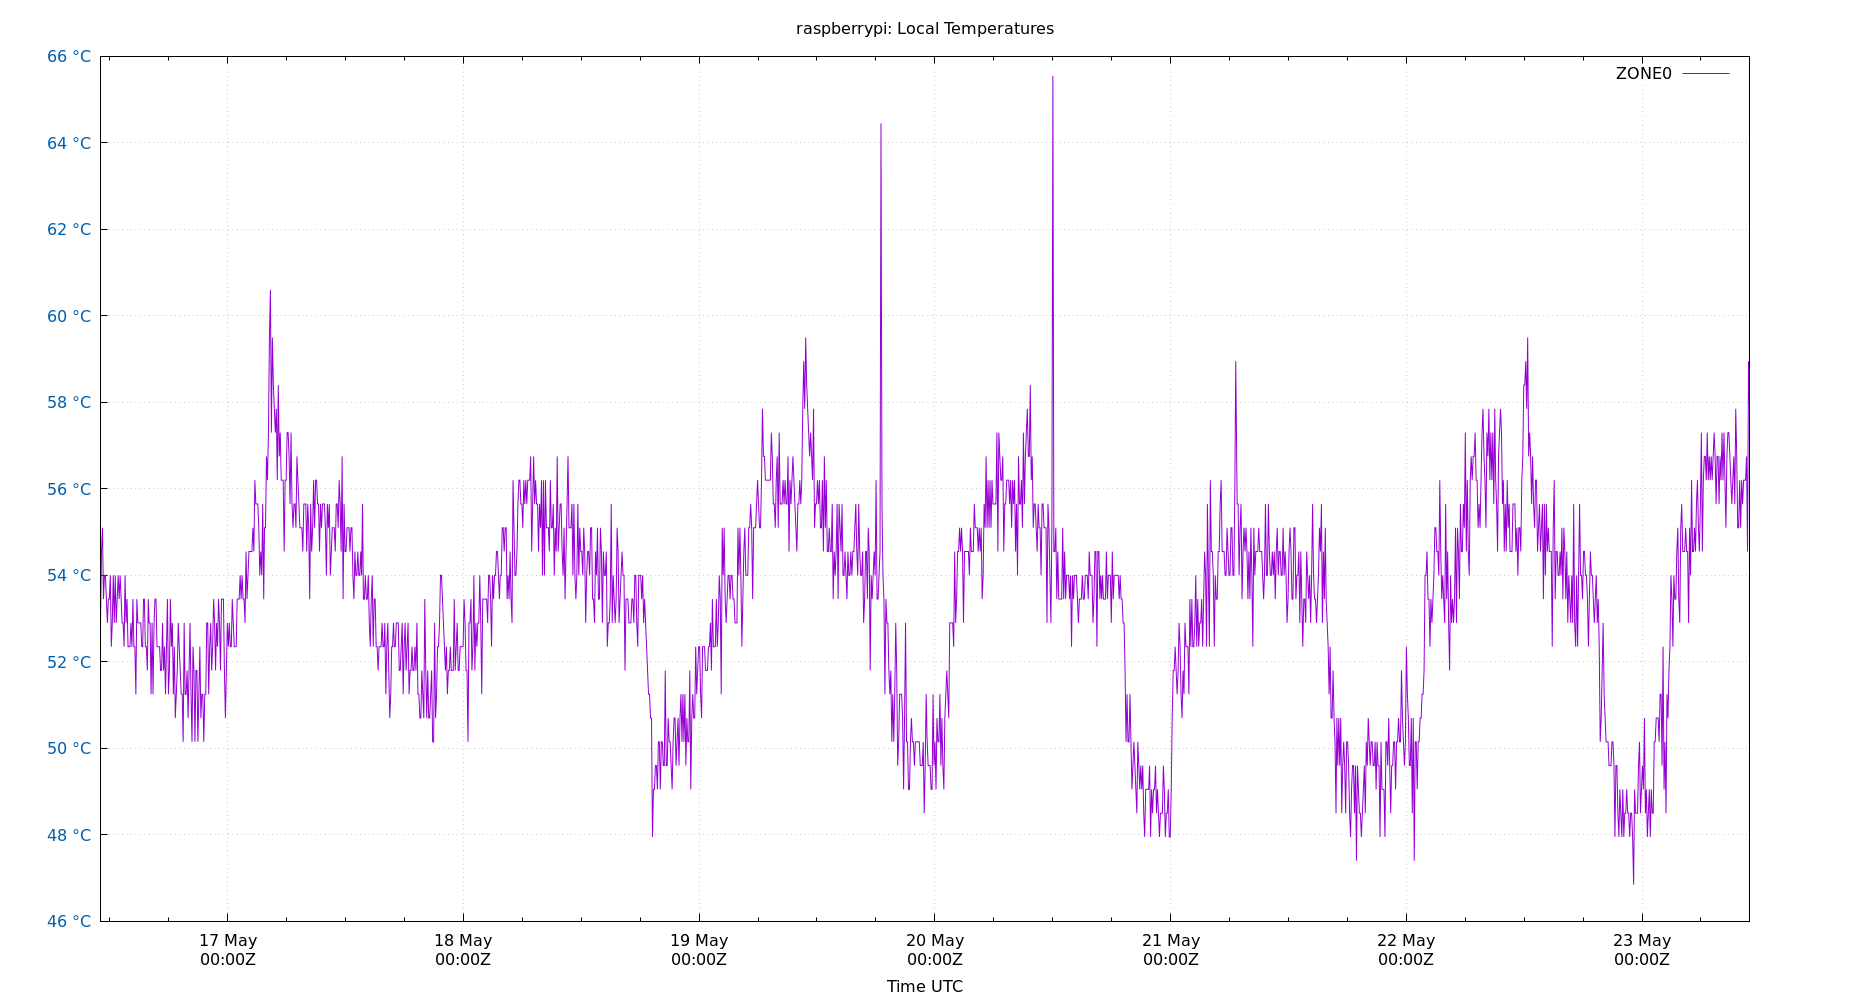 raspberrypi: Local Temperatures
66 °C
ZONE0
64 °C
62 °C
60 °C
58 °C
56 °C
54 °C
52 °C
50 °C
48 °C
46 °C
17 May 18 May 19 May 20 May 21 May 22 May 23 May
00:00Z 00:00Z 00:00Z 00:00Z 00:00Z 00:00Z 00:00Z
Time UTC